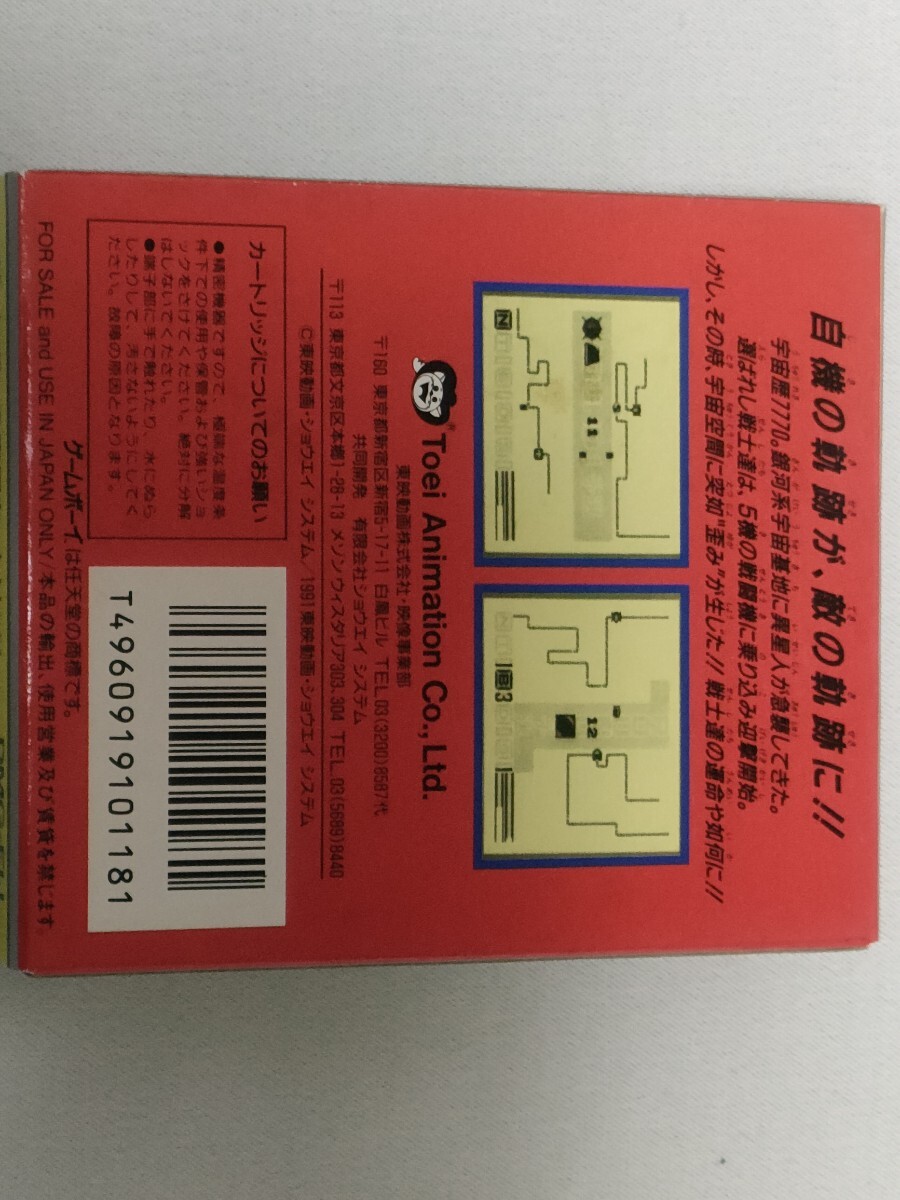 自機の軌跡が、敵の軌跡に!!
宇宙暦7770。銀河系宇宙基地に異星人が急襲してきた。
選ばれし戦士達は、5機の戦闘機に乗り込み迎撃開始。
しかし、その時、宇宙空間に突如"歪み"が生じた!! 戦士達の運命や如何に!!
11
N
12
B3
Toei Animation Co., Ltd.
東映動画株式会社・映像事業部
〒160 東京都新宿区新宿5-17-11 白鳳ビル TEL.03(3200)8587代
共同開発 有限会社ショウエイ システム
〒113 東京都文京区本郷1-28-13 メソン・ウィスタリア303,304 TEL.03(5689)8440
©東映動画・ショウエイ システム/1991東映動画・ショウエイ システム
カートリッジについてのお願い
●精密機器ですので、極端な温度条
件下での使用や保管および強いショ
ックをさけてください。絶対に分解
はしないでください。
●端子部に手で触れたり、水にぬら
したりして、汚さないようにしてく
ださい。故障の原因となります。
T4960919101181
ゲームボーイは任天堂の商標です。
FOR SALE and USE IN JAPAN ONLY/本品の輸出、使用営業及び賃貸を禁じます。